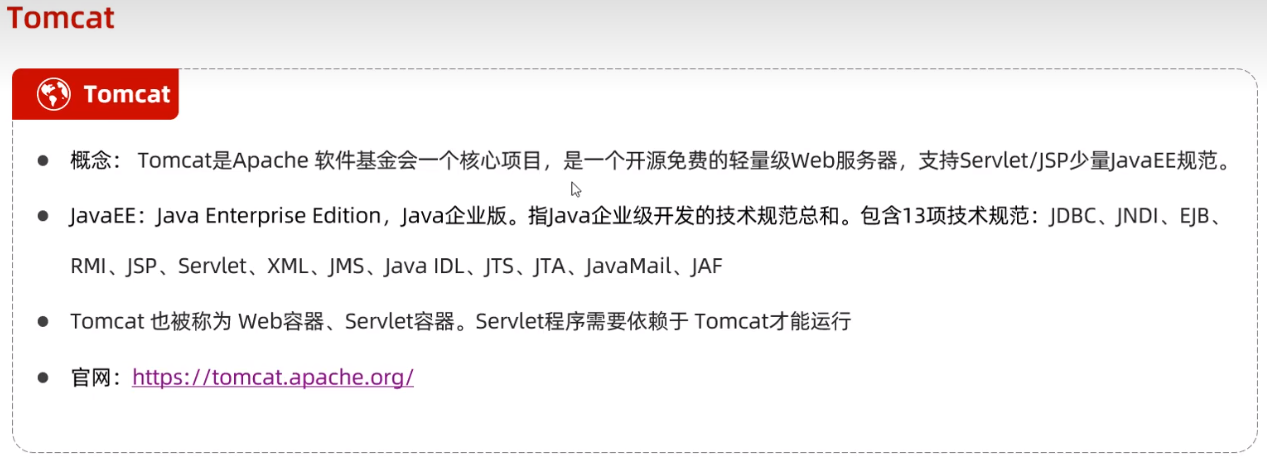 Tomcat
Tomcat
概念： Tomcat是Apache 软件基金会一个核心项目，是一个开源免费的轻量级Web服务器，支持Servlet/JSP少量JavaEE规范。
JavaEE：Java Enterprise Edition，Java企业版。指Java企业级开发的技术规范总和。包含13项技术规范：JDBC、JNDI、EJB、
RMI、JSP、Servlet、XML、JMS、Java IDL、JTS、JTA、JavaMail、JAF
Tomcat 也被称为 Web容器、Servlet容器。Servlet程序需要依赖于 Tomcat才能运行
官网：https://tomcat.apache.org/